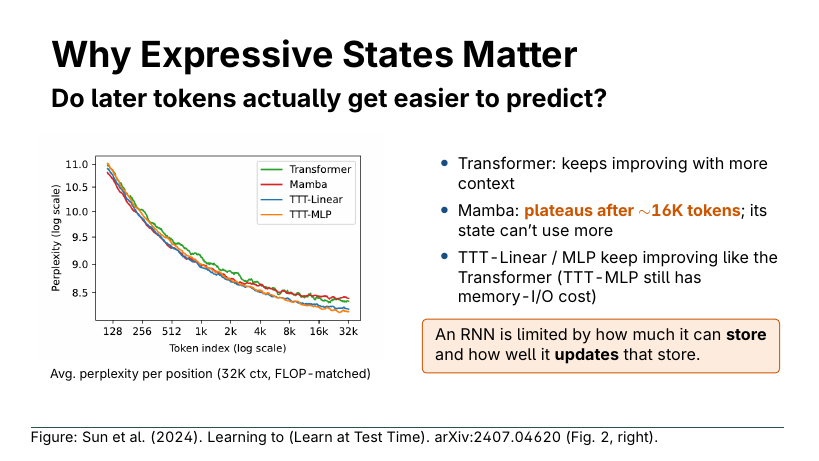 Why Expressive States Matter
Do later tokens actually get easier to predict?
11.0
10.5
10.0
9.5
9.0
8.5
Perplexity (log scale)
Transformer
Mamba
TTT-Linear
TTT-MLP
128 256 512 1k 2k 4k 8k 16k 32k
Token index (log scale)
Avg. perplexity per position (32K ctx, FLOP-matched)
• Transformer: keeps improving with more
context
• Mamba: plateaus after ∼16K tokens; its
state can't use more
• TTT-Linear / MLP keep improving like the
Transformer (TTT-MLP still has
memory-I/O cost)
An RNN is limited by how much it can store
and how well it updates that store.
Figure: Sun et al. (2024). Learning to (Learn at Test Time). arXiv:2407.04620 (Fig. 2, right).